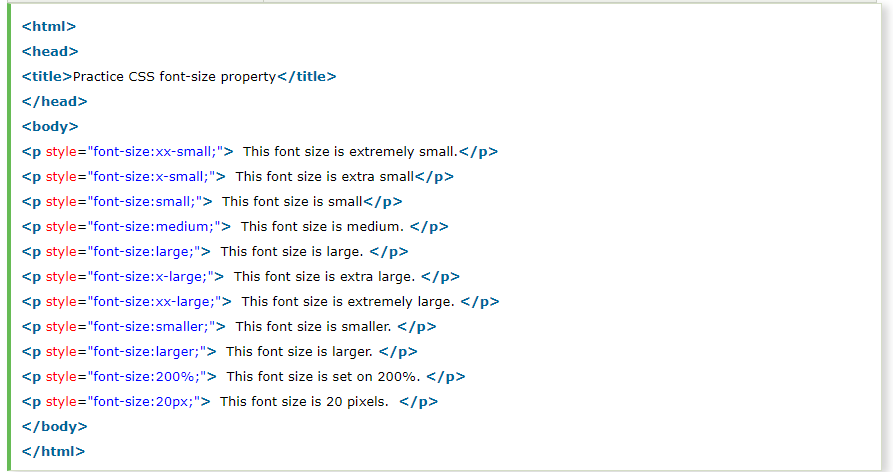 <html>
<head>
<title>Practice CSS font-size property</title>
</head>
<body>
<p style="font-size:xx-small;">  This font size is extremely small.</p>
<p style="font-size:x-small;">  This font size is extra small</p>
<p style="font-size:small;">  This font size is small</p>
<p style="font-size:medium;">  This font size is medium. </p>
<p style="font-size:large;">  This font size is large. </p>
<p style="font-size:x-large;">  This font size is extra large. </p>
<p style="font-size:xx-large;">  This font size is extremely large. </p>
<p style="font-size:smaller;">  This font size is smaller. </p>
<p style="font-size:larger;">  This font size is larger. </p>
<p style="font-size:200%;">  This font size is set on 200%. </p>
<p style="font-size:20px;">  This font size is 20 pixels.  </p>
</body>
</html>